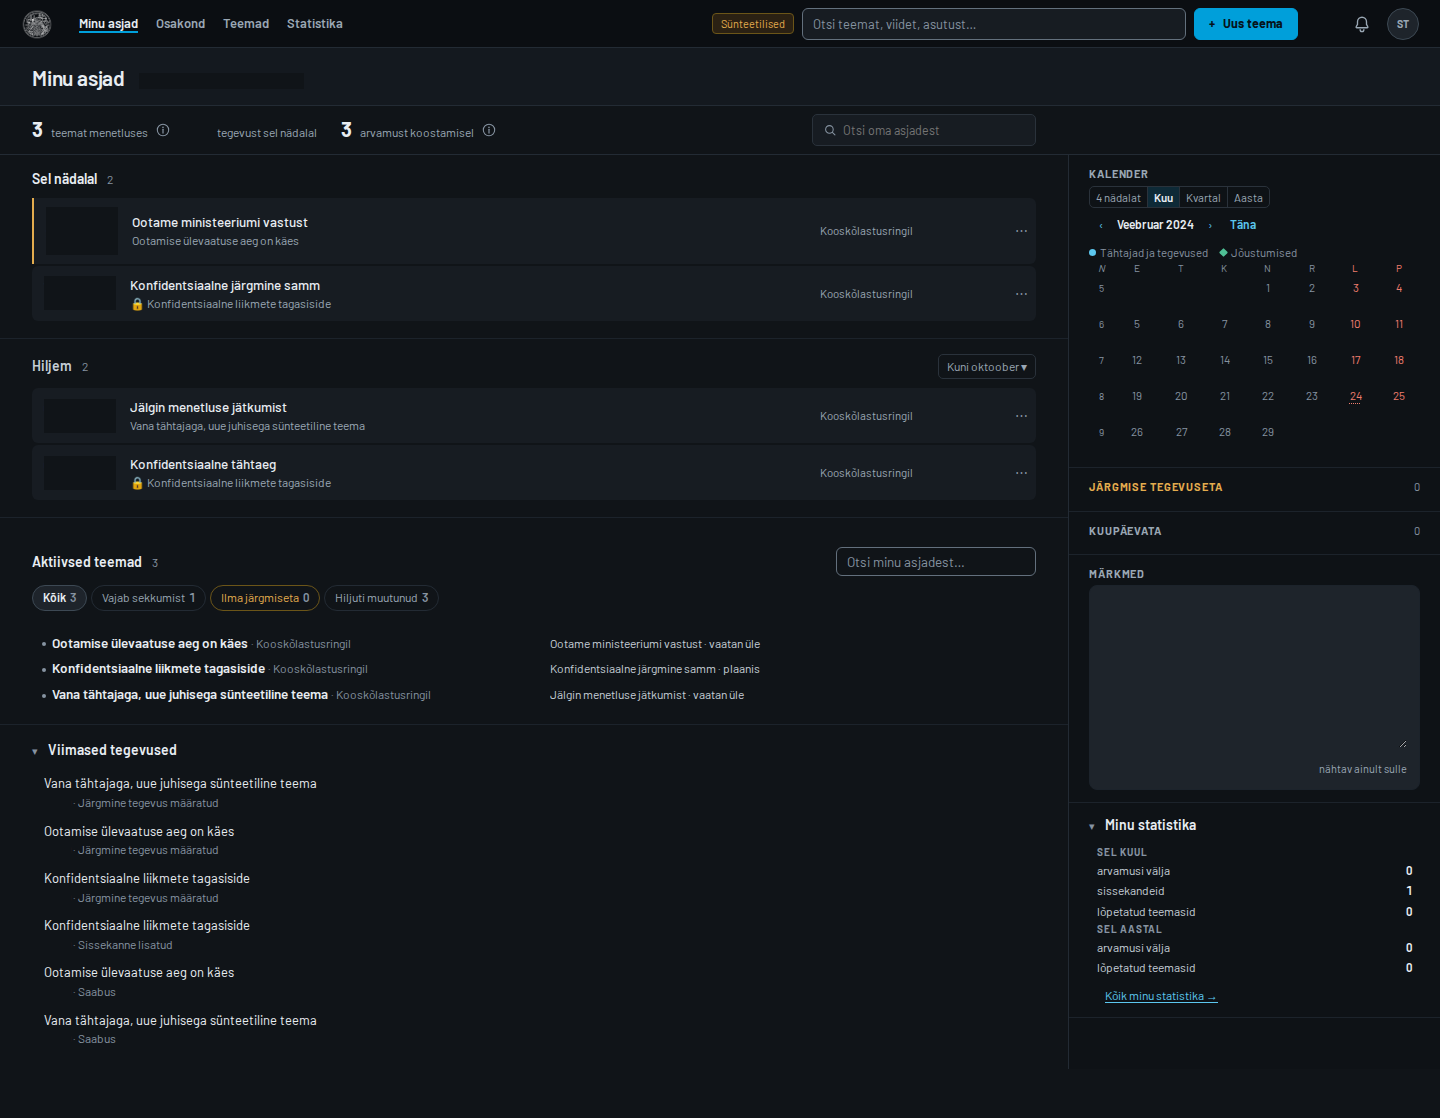 Minu asjad Osakond Teemad Statistika Sünteetilised Otsi teemat, viidet, asutust... + Uus teema ST
Minu asjad
3 teemat menetluses tegevust sel nädalal 3 arvamust koostamisel Otsi oma asjadest
Sel nädalal 2
Ootame ministeeriumi vastust
Ootamise ülevaatuse aeg on käes
Kooskõlastusringil ...
Konfidentsiaalne järgmine samm
🔒 Konfidentsiaalne liikmete tagasiside
Kooskõlastusringil ...
Hiljem 2 Kuni oktoober ▾
Jälgin menetluse jätkumist
Vana tähtajaga, uue juhisega sünteetiline teema
Kooskõlastusringil ...
Konfidentsiaalne tähtaeg
🔒 Konfidentsiaalne liikmete tagasiside
Kooskõlastusringil ...
Aktiivsed teemad 3 Otsi minu asjadest...
Kõik 3 Vajab sekkumist 1 Ilma järgmiseta 0 Hiljuti muutunud 3
Ootamise ülevaatuse aeg on käes · Kooskõlastusringil Ootame ministeeriumi vastust · vaatan üle
Konfidentsiaalne liikmete tagasiside · Kooskõlastusringil Konfidentsiaalne järgmine samm · plaanis
Vana tähtajaga, uue juhisega sünteetiline teema · Kooskõlastusringil Jälgin menetluse jätkumist · vaatan üle
▾ Viimased tegevused
Vana tähtajaga, uue juhisega sünteetiline teema
· Järgmine tegevus määratud
Ootamise ülevaatuse aeg on käes
· Järgmine tegevus määratud
Konfidentsiaalne liikmete tagasiside
· Järgmine tegevus määratud
Konfidentsiaalne liikmete tagasiside
· Sissekanne lisatud
Ootamise ülevaatuse aeg on käes
· Saabus
Vana tähtajaga, uue juhisega sünteetiline teema
· Saabus
KALENDER
4 nädalat Kuu Kvartal Aasta
‹ Veebruar 2024 › Täna
Tähtajad ja tegevused Jõustumised
N E T K N R L P
5 1 2 3 4
6 5 6 7 8 9 10 11
7 12 13 14 15 16 17 18
8 19 20 21 22 23 24 25
9 26 27 28 29
JÄRGMISE TEGEVUSETA 0
KUUPÄEVATA 0
MÄRKMED
nähtav ainult sulle
▾ Minu statistika
SEL KUUL
arvamusi välja 0
sissekandeid 1
lõpetatud teemasid 0
SEL AASTAL
arvamusi välja 0
lõpetatud teemasid 0
Kõik minu statistika →